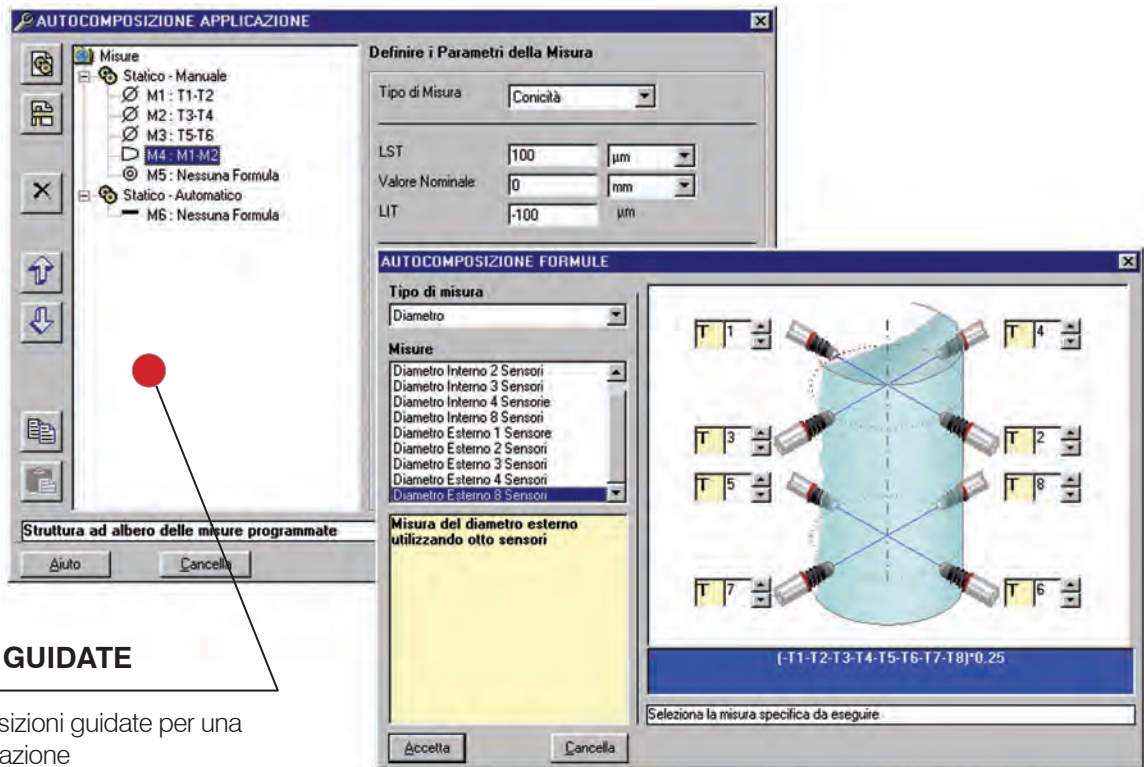 AUTOCOMPOSIZIONE APPLICAZIONE
Misure
Statico - Manuale
M1 : T1-T2
M2 : T3-T4
M3 : T5-T6
M4 : M1-M2
M5 : Nessuna Formula
Statico - Automatico
M6 : Nessuna Formula
Definire i Parametri della Misura
Tipo di Misura
Conicità
LST
100
µm
Valore Nominale
0
mm
LIT
-100
µm
Struttura ad albero delle misure programmate
Aiuto
Cancella
AUTOCOMPOSIZIONE FORMULE
Tipo di misura
Diametro
Misure
Diametro Interno 2 Sensori
Diametro Interno 3 Sensori
Diametro Interno 4 Sensorie
Diametro Interno 8 Sensori
Diametro Esterno 1 Sensore
Diametro Esterno 2 Sensori
Diametro Esterno 3 Sensori
Diametro Esterno 4 Sensori
Diametro Esterno 8 Sensori
Misura del diametro esterno
utilizzando otto sensori
T 1
T 4
T 3
T 2
T 5
T 8
T 7
T 6
(-T1-T2-T3-T4-T5-T6-T7-T8)*0.25
Seleziona la misura specifica da eseguire
Accetta
Cancella
GUIDATE
sizioni guidate per una
azione